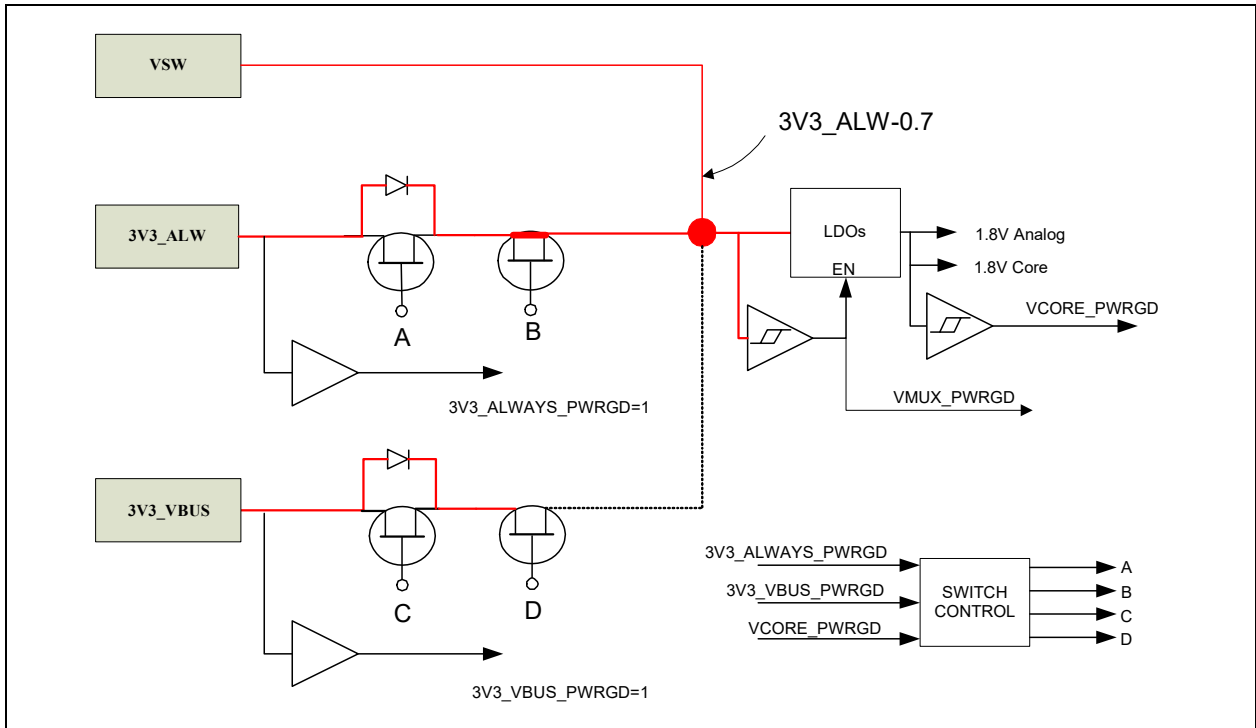 VSW
3V3_ALW-0.7
3V3_ALW
LDOs
EN
1.8V Analog
1.8V Core
A
B
VCORE_PWRGD
3V3_ALWAYS_PWRGD=1
VMUX_PWRGD
3V3_VBUS
C
D
3V3_VBUS_PWRGD=1
3V3_ALWAYS_PWRGD
3V3_VBUS_PWRGD
VCORE_PWRGD
SWITCH
CONTROL
A
B
C
D